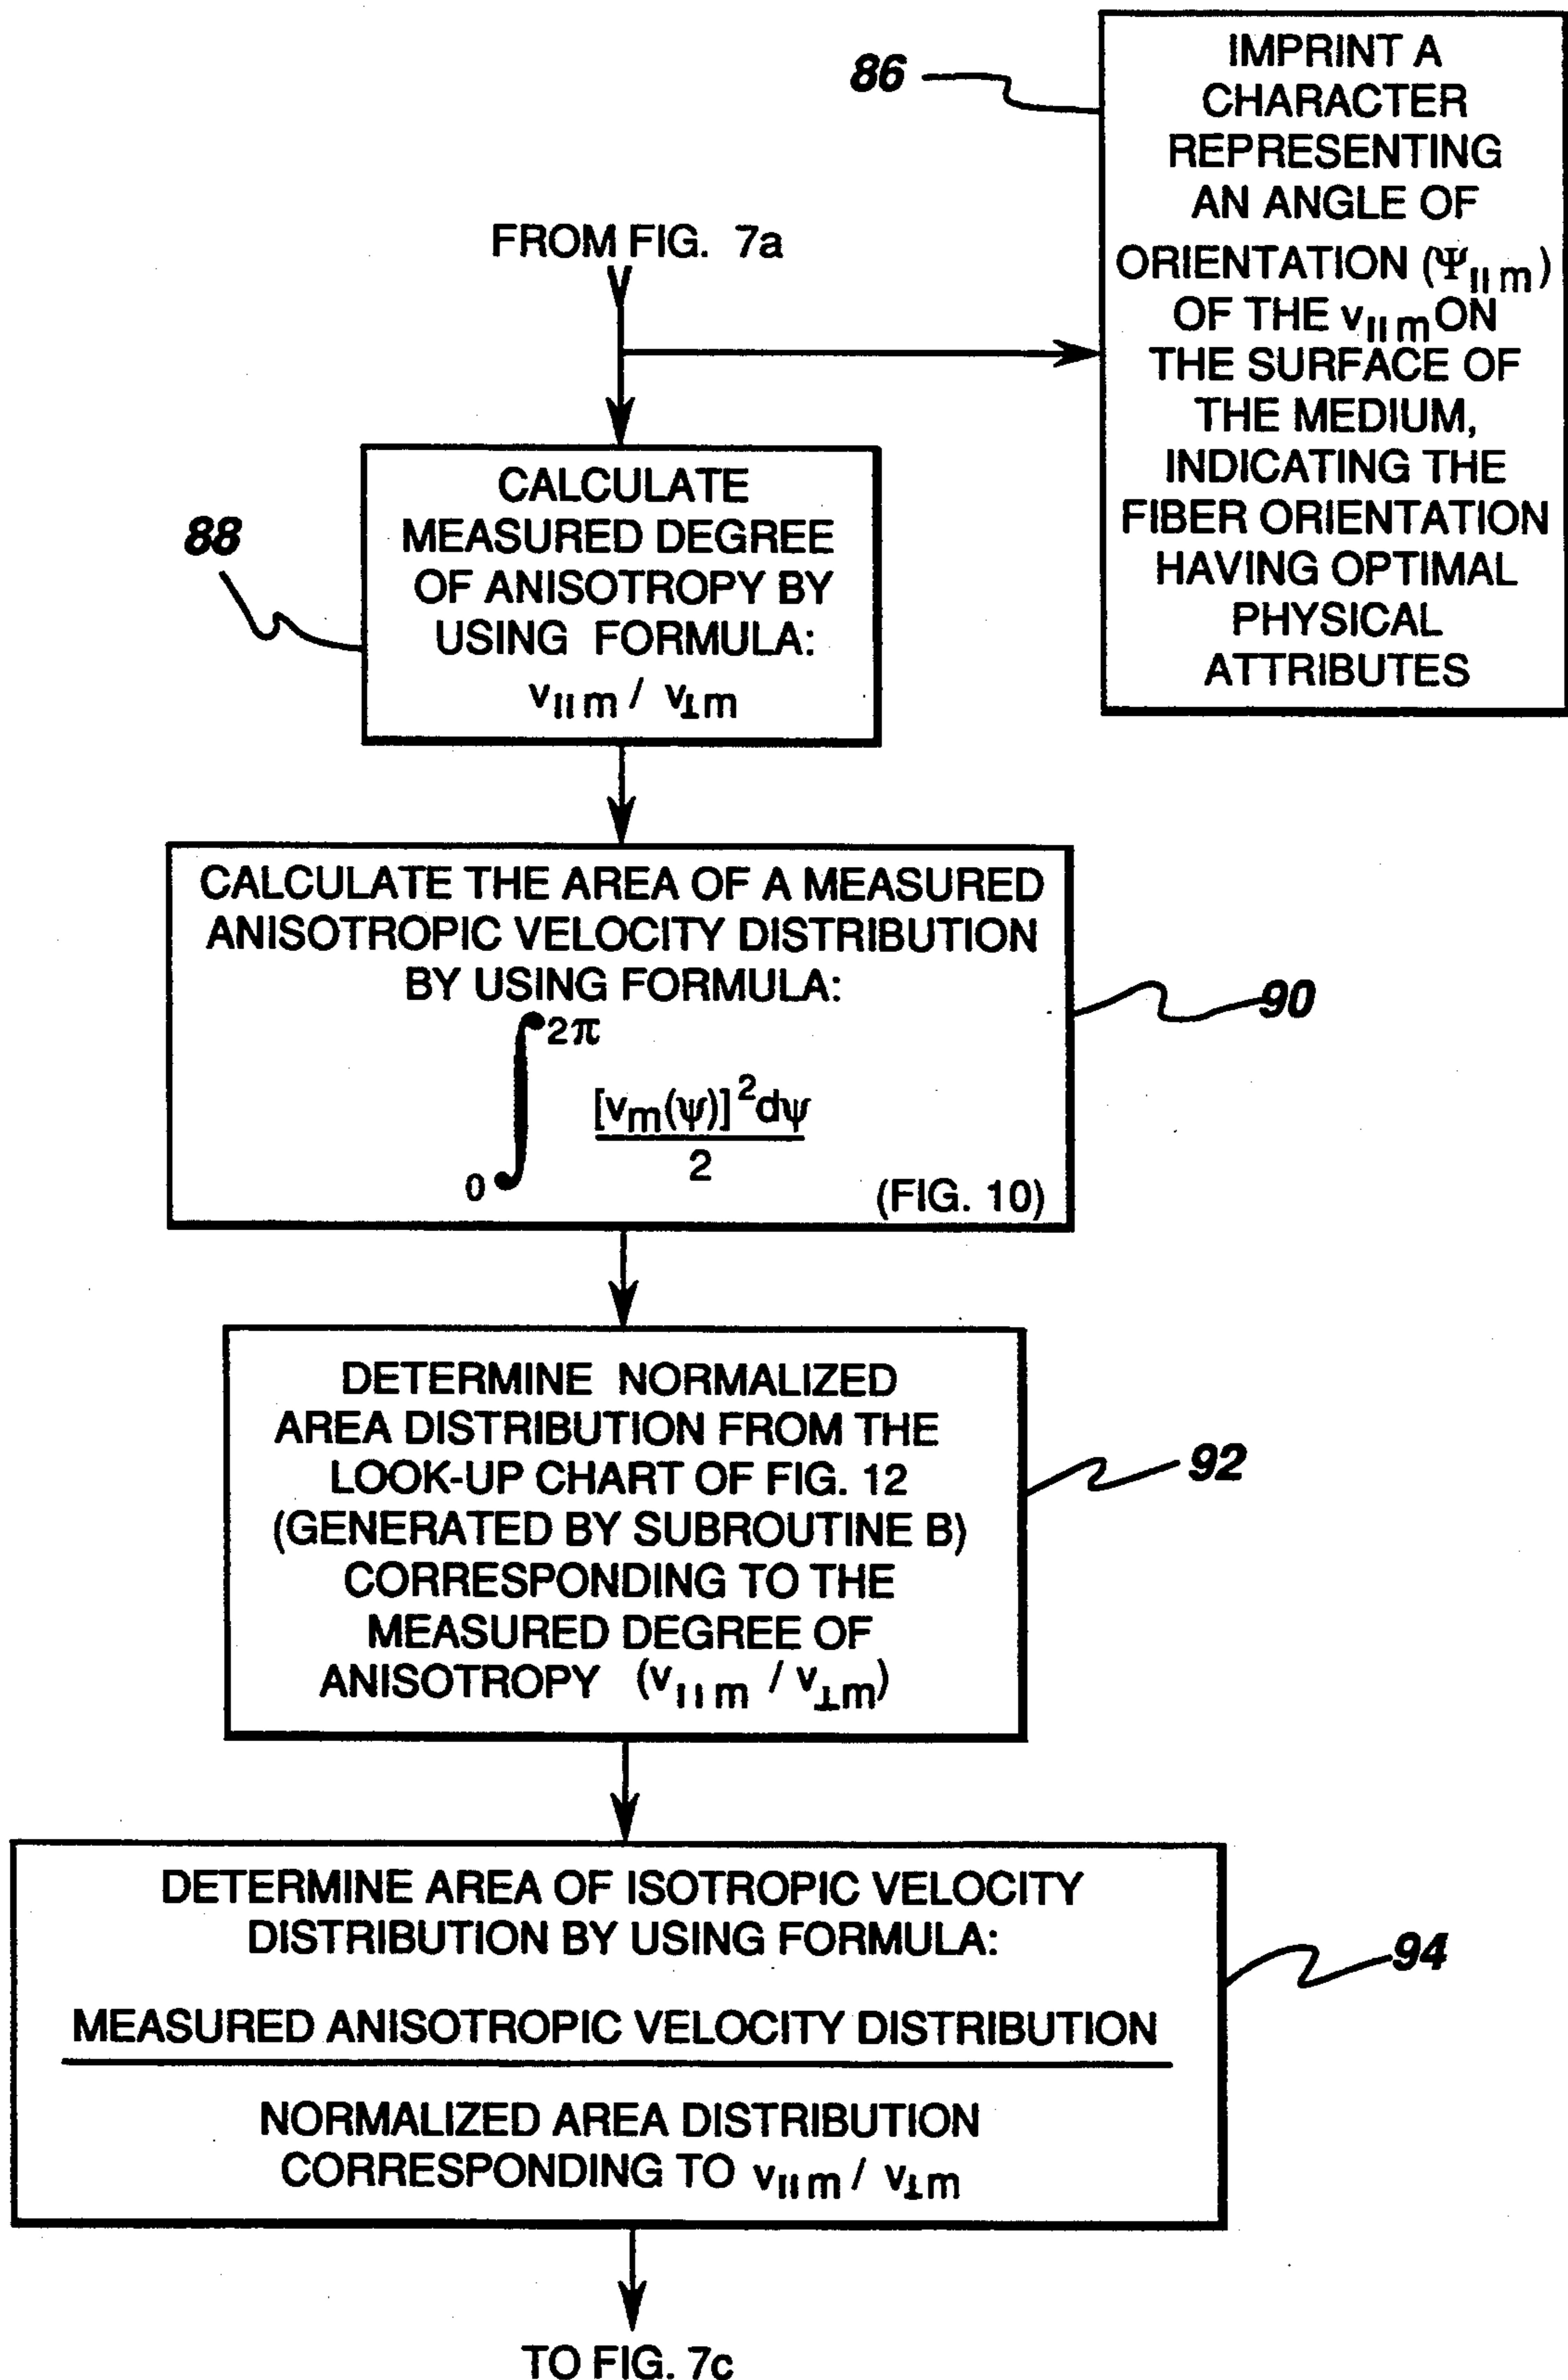 86
IMPRINT A
CHARACTER
REPRESENTING
AN ANGLE OF
ORIENTATION (Ψ||m)
OF THE v||m ON
THE SURFACE OF
THE MEDIUM,
INDICATING THE
FIBER ORIENTATION
HAVING OPTIMAL
PHYSICAL
ATTRIBUTES
FROM FIG. 7a
88
CALCULATE
MEASURED DEGREE
OF ANISOTROPY BY
USING FORMULA:
v||m / v⊥m
CALCULATE THE AREA OF A MEASURED
ANISOTROPIC VELOCITY DISTRIBUTION
BY USING FORMULA:
∫ 2π
[vm(ψ)]²dψ
2
0
(FIG. 10)
90
DETERMINE NORMALIZED
AREA DISTRIBUTION FROM THE
LOOK-UP CHART OF FIG. 12
(GENERATED BY SUBROUTINE B)
CORRESPONDING TO THE
MEASURED DEGREE OF
ANISOTROPY (v||m / v⊥m)
92
DETERMINE AREA OF ISOTROPIC VELOCITY
DISTRIBUTION BY USING FORMULA:
MEASURED ANISOTROPIC VELOCITY DISTRIBUTION
NORMALIZED AREA DISTRIBUTION
CORRESPONDING TO v||m / v⊥m
94
TO FIG. 7c